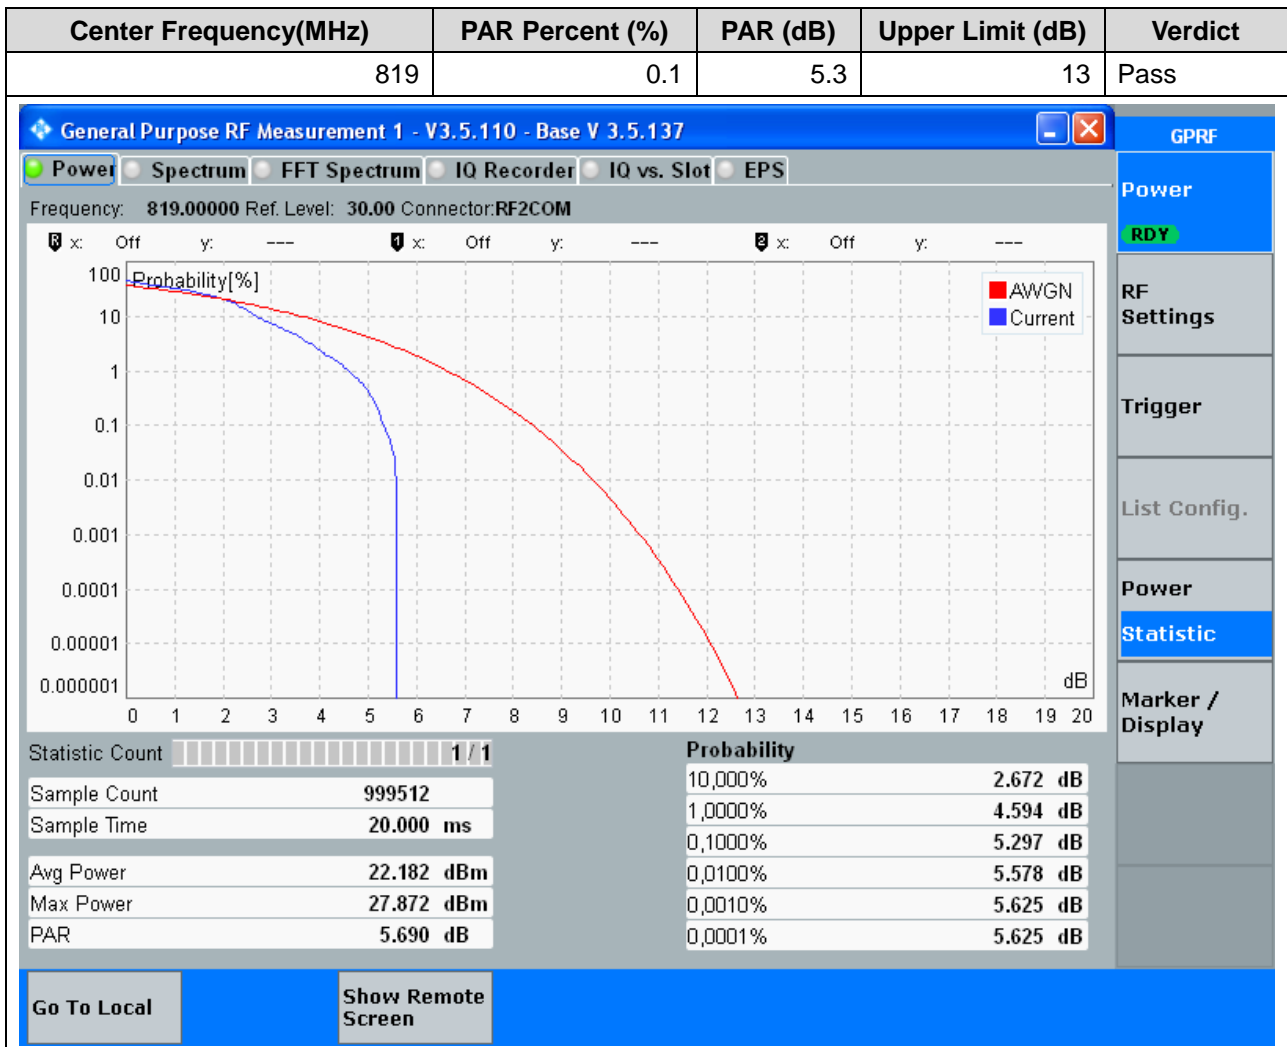 Center Frequency(MHz) PAR Percent (%) PAR (dB) Upper Limit (dB) Verdict
819 0.1 5.3 13 Pass
General Purpose RF Measurement 1 - V3.5.110 - Base V 3.5.137
GPRF
Power Spectrum FFT Spectrum IQ Recorder IQ vs. Slot EPS
Power
RDY
Frequency: 819.00000 Ref. Level: 30.00 Connector:RF2COM
R x: Off y: --- 1 x: Off y: --- 2 x: Off y: ---
Probability[%]
AWGN
Current
100
10
1
0.1
0.01
0.001
0.0001
0.00001
0.000001
dB
0 1 2 3 4 5 6 7 8 9 10 11 12 13 14 15 16 17 18 19 20
RF
Settings
Trigger
List Config.
Power
Statistic
Marker /
Display
Statistic Count 1 / 1
Sample Count 999512
Sample Time 20.000 ms
Avg Power 22.182 dBm
Max Power 27.872 dBm
PAR 5.690 dB
Probability
10,000% 2.672 dB
1,0000% 4.594 dB
0,1000% 5.297 dB
0,0100% 5.578 dB
0,0010% 5.625 dB
0,0001% 5.625 dB
Go To Local
Show Remote
Screen